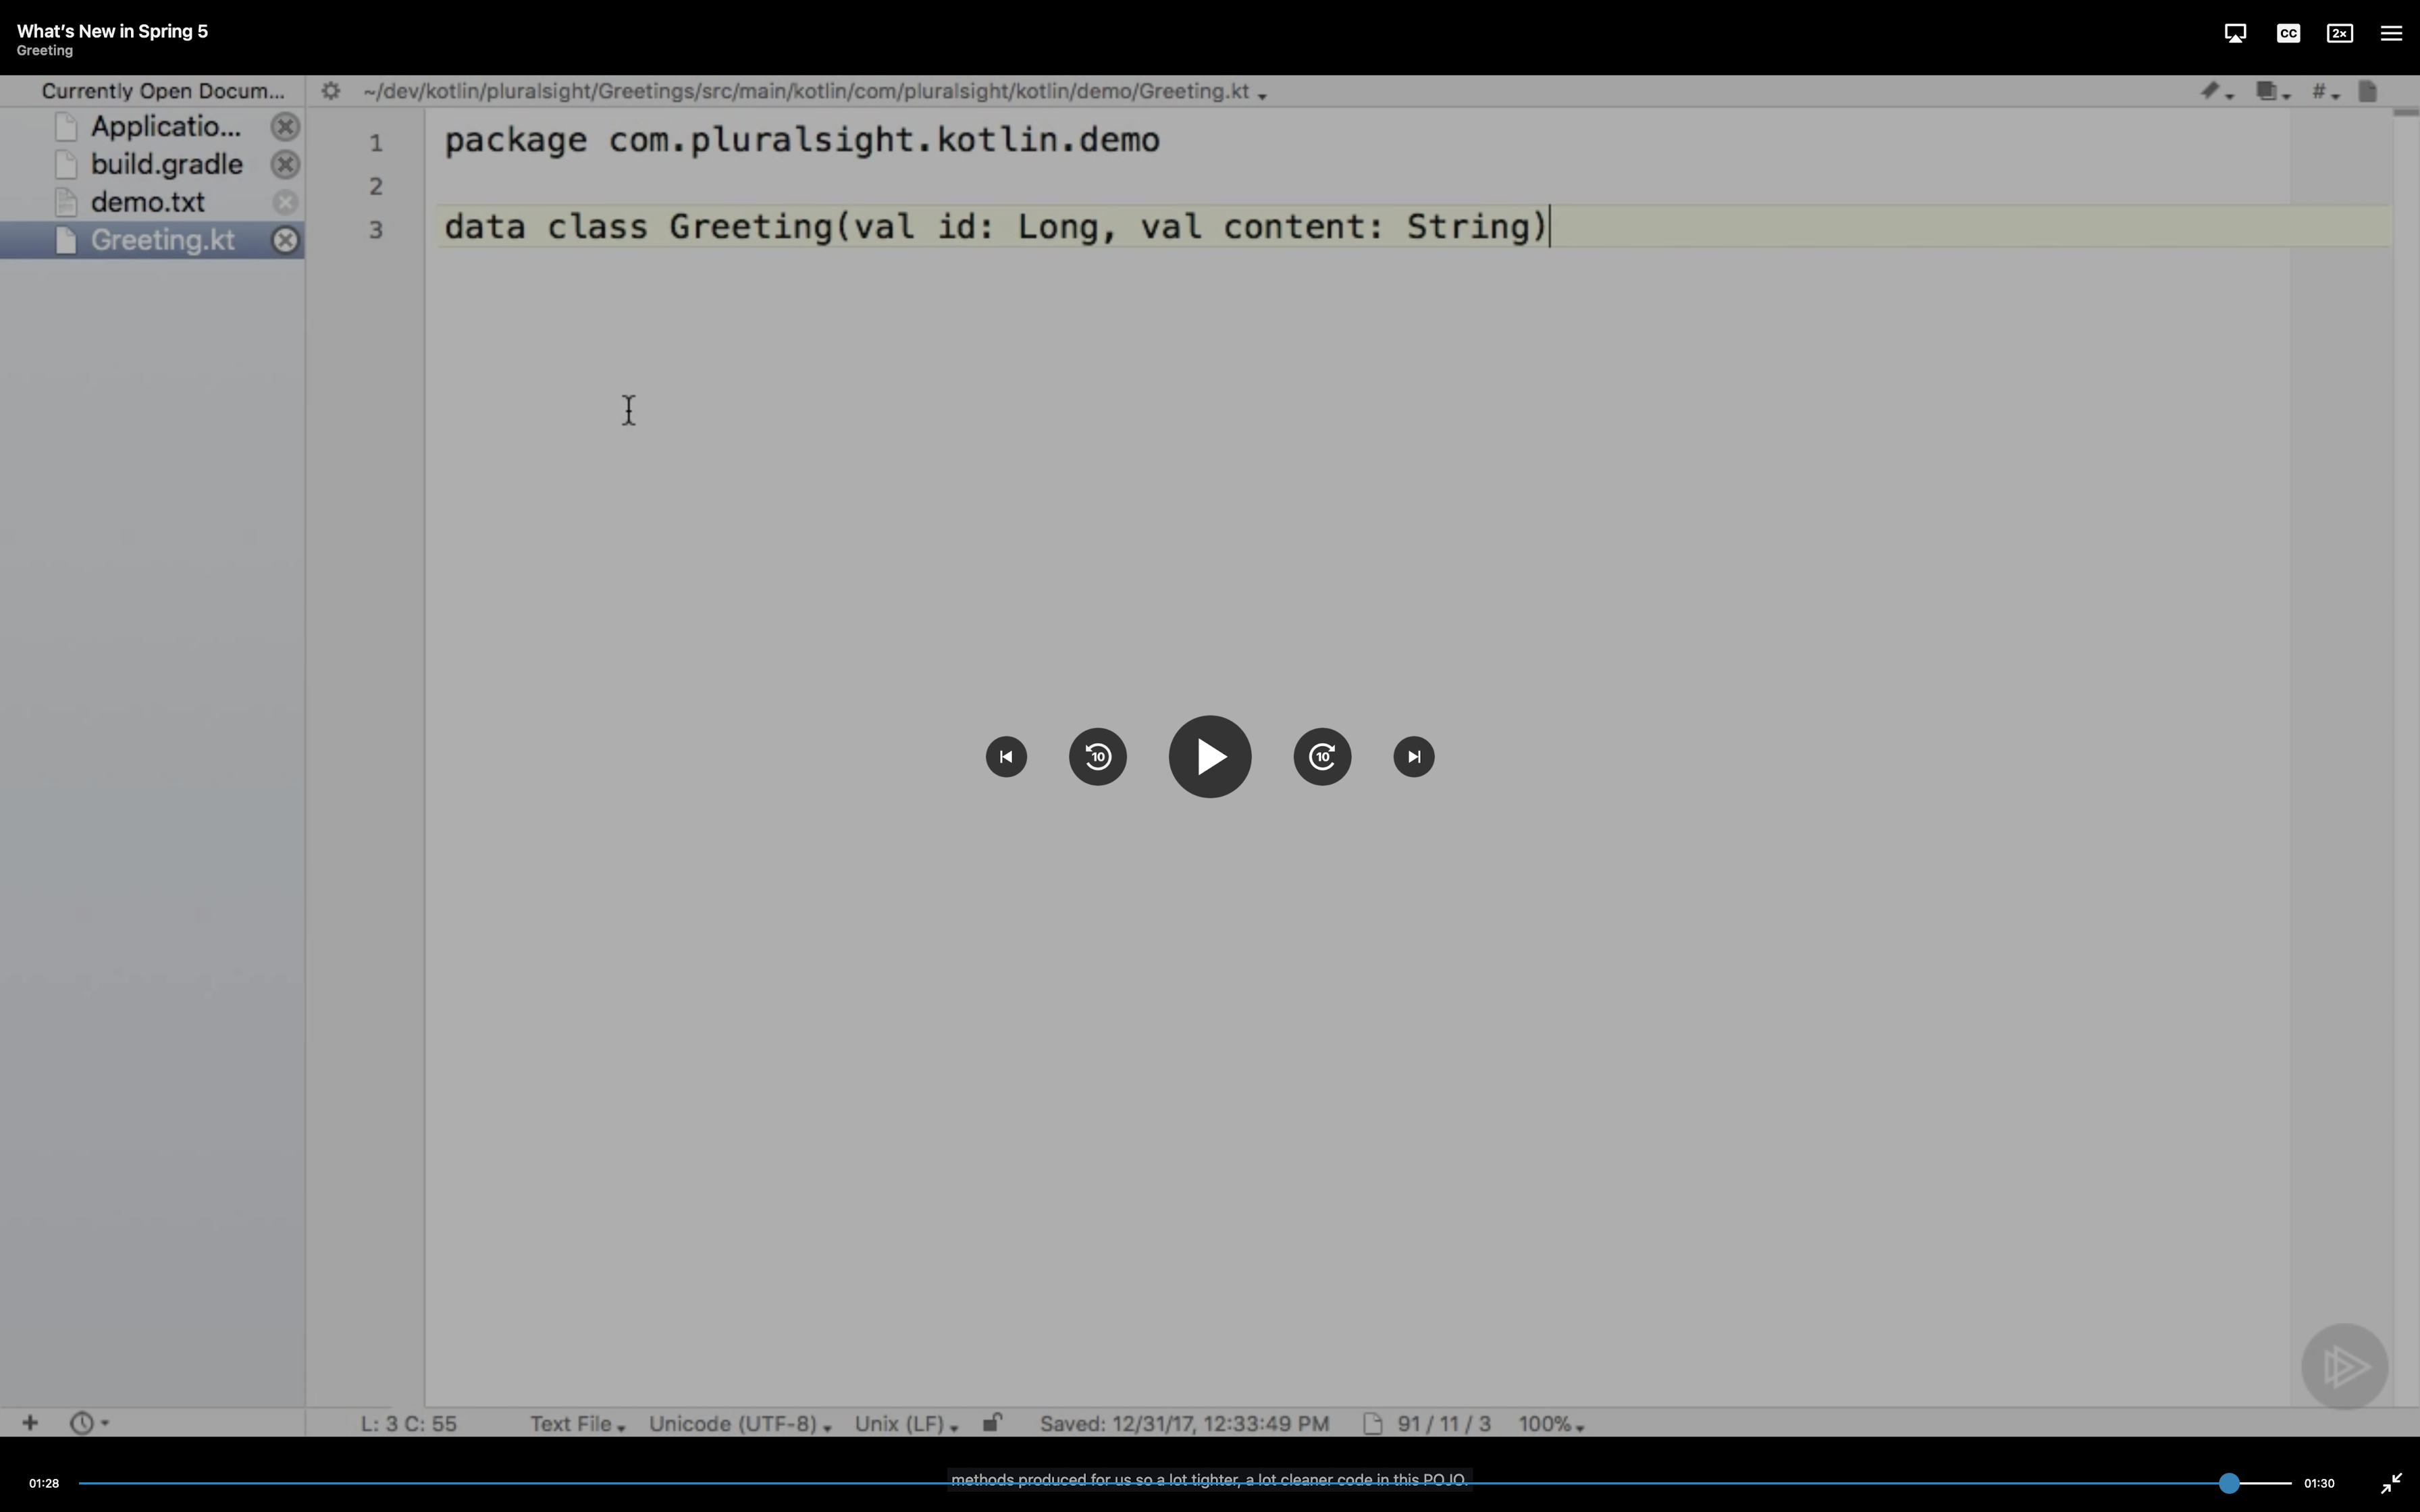 What's New in Spring 5
Greeting
CC
2×
Currently Open Docum...
~/dev/kotlin/pluralsight/Greetings/src/main/kotlin/com/pluralsight/kotlin/demo/Greeting.kt
#
Applicatio...
build.gradle
demo.txt
Greeting.kt
1 package com.pluralsight.kotlin.demo
2
3 data class Greeting(val id: Long, val content: String)
10
10
L: 3 C: 55 Text File Unicode (UTF-8) Unix (LF) Saved: 12/31/17, 12:33:49 PM 91 / 11 / 3 100%
methods produced for us so a lot tighter, a lot cleaner code in this POJO.
01:28
01:30